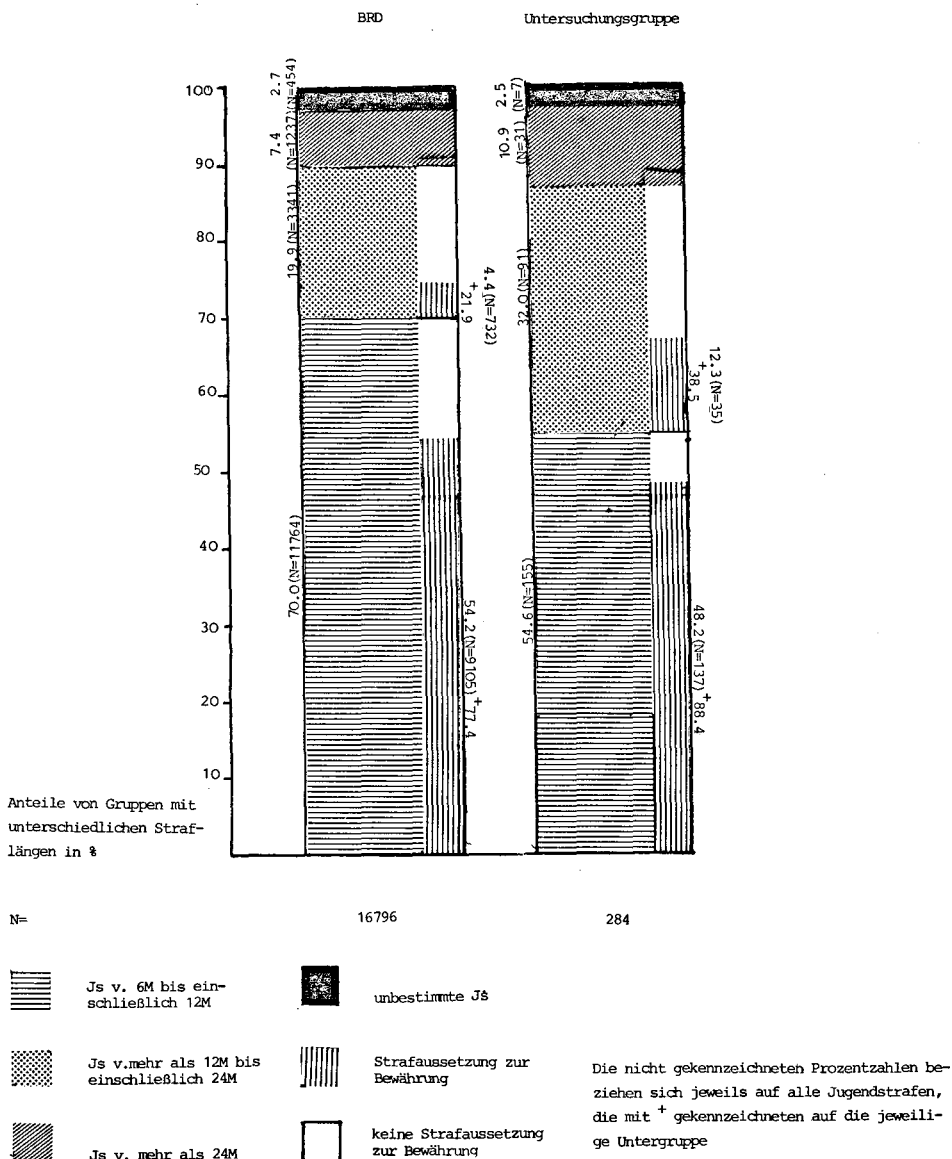 BRD
Untersuchungsgruppe
100
90
80
70
60
50
40
30
20
10
2.7
(N=454)
7.4
(N=1237)
19.9(N=3341)
70.0(N=11764)
4.4(N=732)
+
21.9
54.2(N=9105)
+77.4
2.5
(N=7)
10.9
(N=31)
32.0(N=91)
54.6(N=155)
12.3(N=35)
+
38.5
48.2(N=137)
+88.4
Anteile von Gruppen mit
unterschiedlichen Straf-
längen in %
N=
16796
284
Js v. 6M bis ein-
schließlich 12M
unbestimmte JS
Js v.mehr als 12M bis
einschließlich 24M
Strafaussetzung zur
Bewährung
Js v. mehr als 24M
keine Strafaussetzung
zur Bewährung
Die nicht gekennzeichneten Prozentzahlen be-
ziehen sich jeweils auf alle Jugendstrafen,
die mit + gekennzeichneten auf die jeweili-
ge Untergruppe